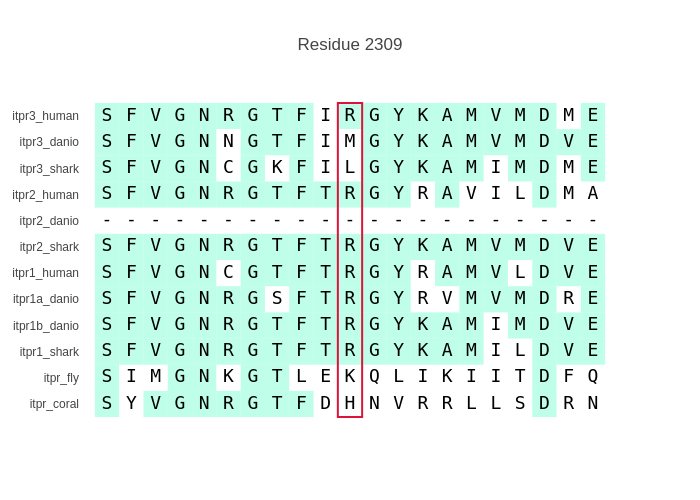 Residue 2309
itpr3_human S F V G N R G T F I R G Y K A M V M D M E
itpr3_danio S F V G N N G T F I M G Y K A M V M D V E
itpr3_shark S F V G N C G K F I L G Y K A M I M D M E
itpr2_human S F V G N R G T F T R G Y R A V I L D M A
itpr2_danio - - - - - - - - - - - - - - - - - - - - -
itpr2_shark S F V G N R G T F T R G Y K A M V M D V E
itpr1_human S F V G N C G T F T R G Y R A M V L D V E
itpr1a_danio S F V G N R G S F T R G Y R V M V M D R E
itpr1b_danio S F V G N R G T F T R G Y K A M I M D V E
itpr1_shark S F V G N R G T F T R G Y K A M I L D V E
itpr_fly S I M G N K G T L E K Q L I K I I T D F Q
itpr_coral S Y V G N R G T F D H N V R R L L S D R N